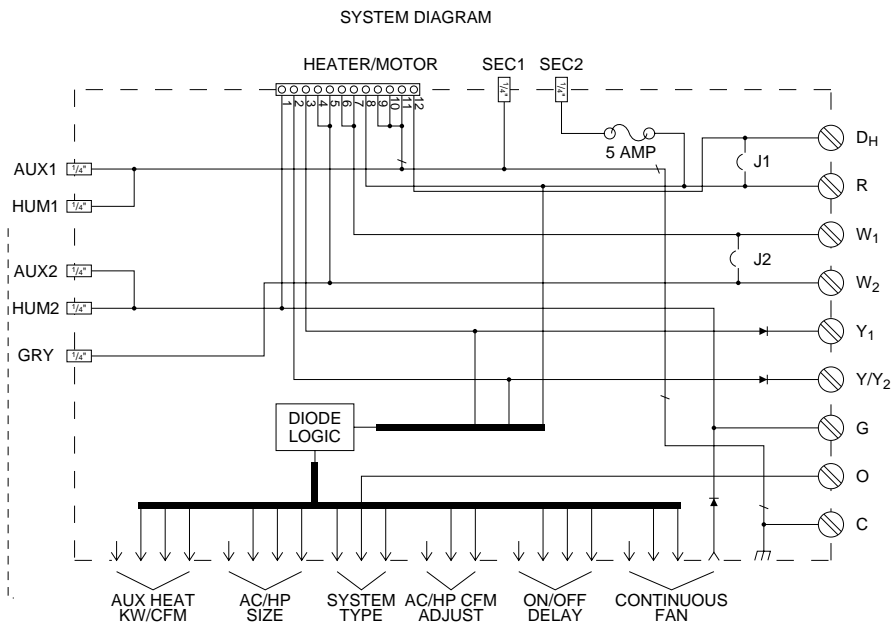 SYSTEM DIAGRAM
HEATER/MOTOR
SEC1
SEC2
1/4"
1/4"
1 2 3 4 5 6 7 8 9 10 11 12
5 AMP
DH
J1
AUX1
1/4"
R
HUM1
1/4"
W1
J2
AUX2
1/4"
W2
HUM2
1/4"
Y1
GRY
1/4"
Y/Y2
DIODE
LOGIC
G
O
C
AUX HEAT
KW/CFM
AC/HP
SIZE
SYSTEM
TYPE
AC/HP CFM
ADJUST
ON/OFF
DELAY
CONTINUOUS
FAN